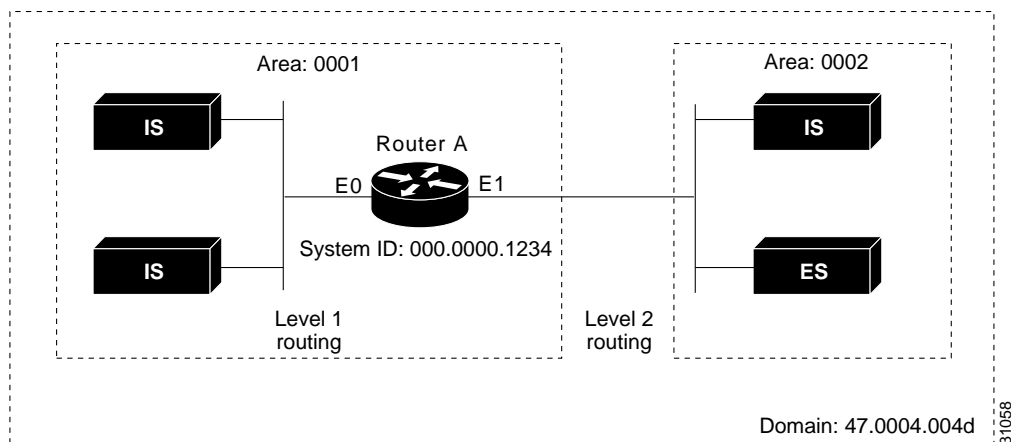 Area: 0001
Area: 0002
IS
IS
Router A
E0
E1
System ID: 000.0000.1234
IS
ES
Level 1
routing
Level 2
routing
Domain: 47.0004.004d
31058